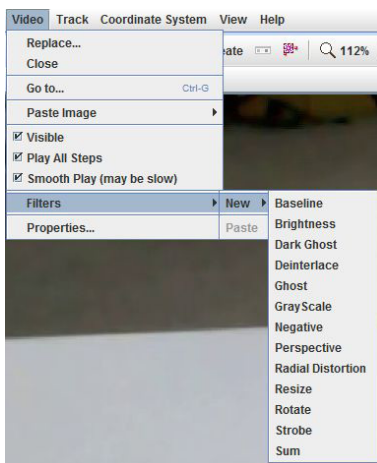 Video Track Coordinate System View Help
Replace...
Close
eate 112%
Go to... Ctrl-G
Paste Image
Visible
Play All Steps
Smooth Play (may be slow)
Filters New Baseline
Properties... Paste Brightness
Dark Ghost
Deinterlace
Ghost
GrayScale
Negative
Perspective
Radial Distortion
Resize
Rotate
Strobe
Sum